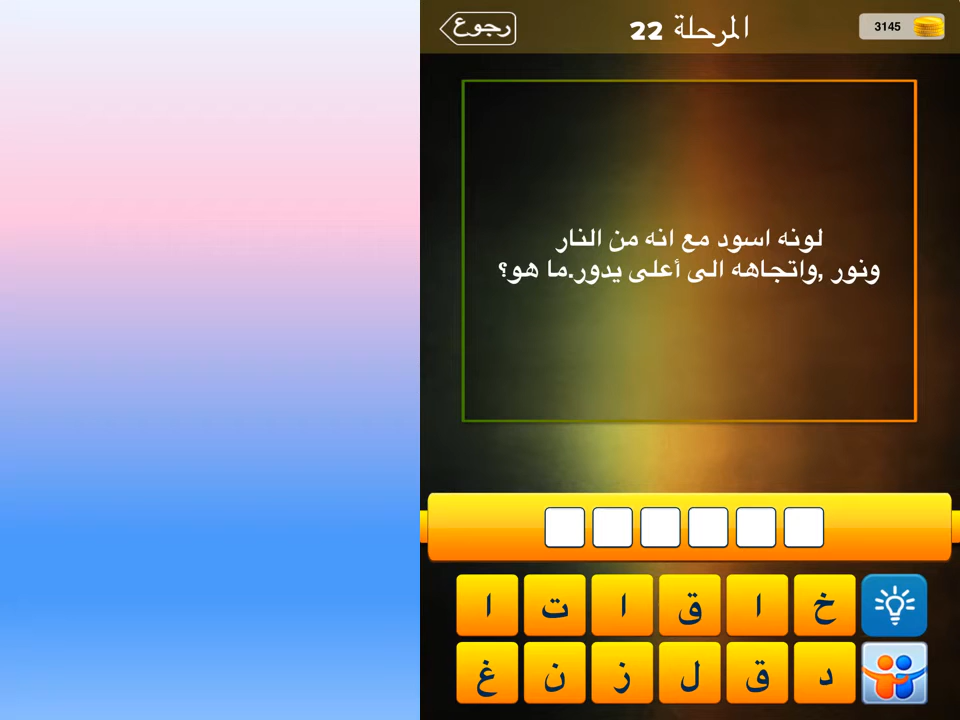 رجوع
المرحلة 22
3145
لونه اسود مع انه من النار
ونور ,واتجاهه الى أعلى يدور.ما هو؟
خ ا ق ا ت ا
د ق ل ز ن غ